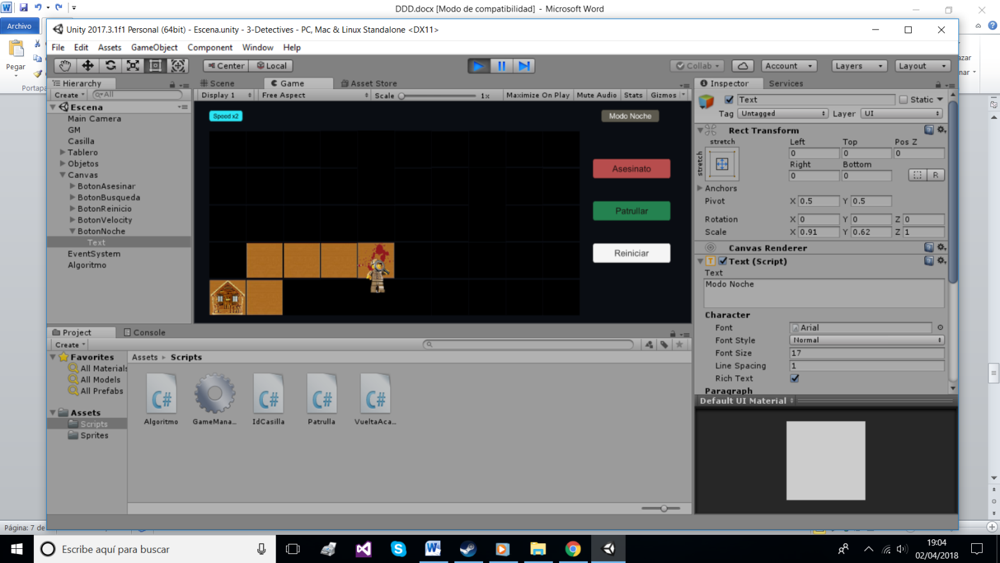 DDD.docx [Modo de compatibilidad] - Microsoft Word
Archivo
Pegar
Portapa
Unity 2017.3.1f1 Personal (64bit) - Escena.unity - 3-Detectives - PC, Mac & Linux Standalone <DX11>
File Edit Assets GameObject Component Window Help
Center Local
Collab Account Layers Layout
Hierarchy
Create All
Escena
Main Camera
GM
Casilla
Tablero
Objetos
Canvas
BotonAsesinar
BotonBusqueda
BotonReinicio
BotonVelocity
BotonNoche
Text
EventSystem
Algoritmo
Scene Game Asset Store
Display 1 Free Aspect Scale 1x Maximize On Play Mute Audio Stats Gizmos
Speed x2
Modo Noche
Asesinato
Patrullar
Reiniciar
Inspector Services
Text Static
Tag Untagged Layer UI
Rect Transform
stretch
stretch
Left Top Pos Z
0 0 0
Right Bottom
0 0
R
Anchors
Pivot X 0.5 Y 0.5
Rotation X 0 Y 0 Z 0
Scale X 0.91 Y 0.62 Z 1
Canvas Renderer
Text (Script)
Text
Modo Noche
Character
Font Arial
Font Style Normal
Font Size 17
Line Spacing 1
Rich Text
Paragraph
Default UI Material
Project Console
Create
Favorites
All Materials
All Models
All Prefabs
Assets
Scripts
Sprites
Assets Scripts
C# C# C# C#
Algoritmo GameMana... IdCasilla Patrulla VueltaAca...
Página: 7 de
Escribe aquí para buscar
19:04
02/04/2018